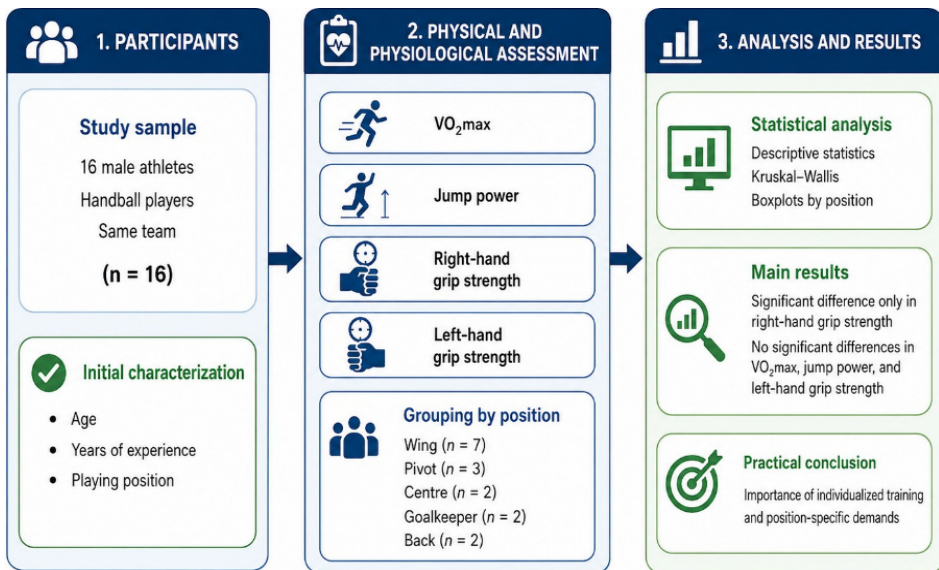 1. PARTICIPANTS
Study sample
16 male athletes
Handball players
Same team
(n = 16)
Initial characterization
• Age
• Years of experience
• Playing position
2. PHYSICAL AND
PHYSIOLOGICAL ASSESSMENT
VO₂max
Jump power
Right-hand
grip strength
Left-hand
grip strength
Grouping by position
Wing (n = 7)
Pivot (n = 3)
Centre (n = 2)
Goalkeeper (n = 2)
Back (n = 2)
3. ANALYSIS AND RESULTS
Statistical analysis
Descriptive statistics
Kruskal–Wallis
Boxplots by position
Main results
Significant difference only in
right-hand grip strength
No significant differences in
VO₂max, jump power, and
left-hand grip strength
Practical conclusion
Importance of individualized training
and position-specific demands